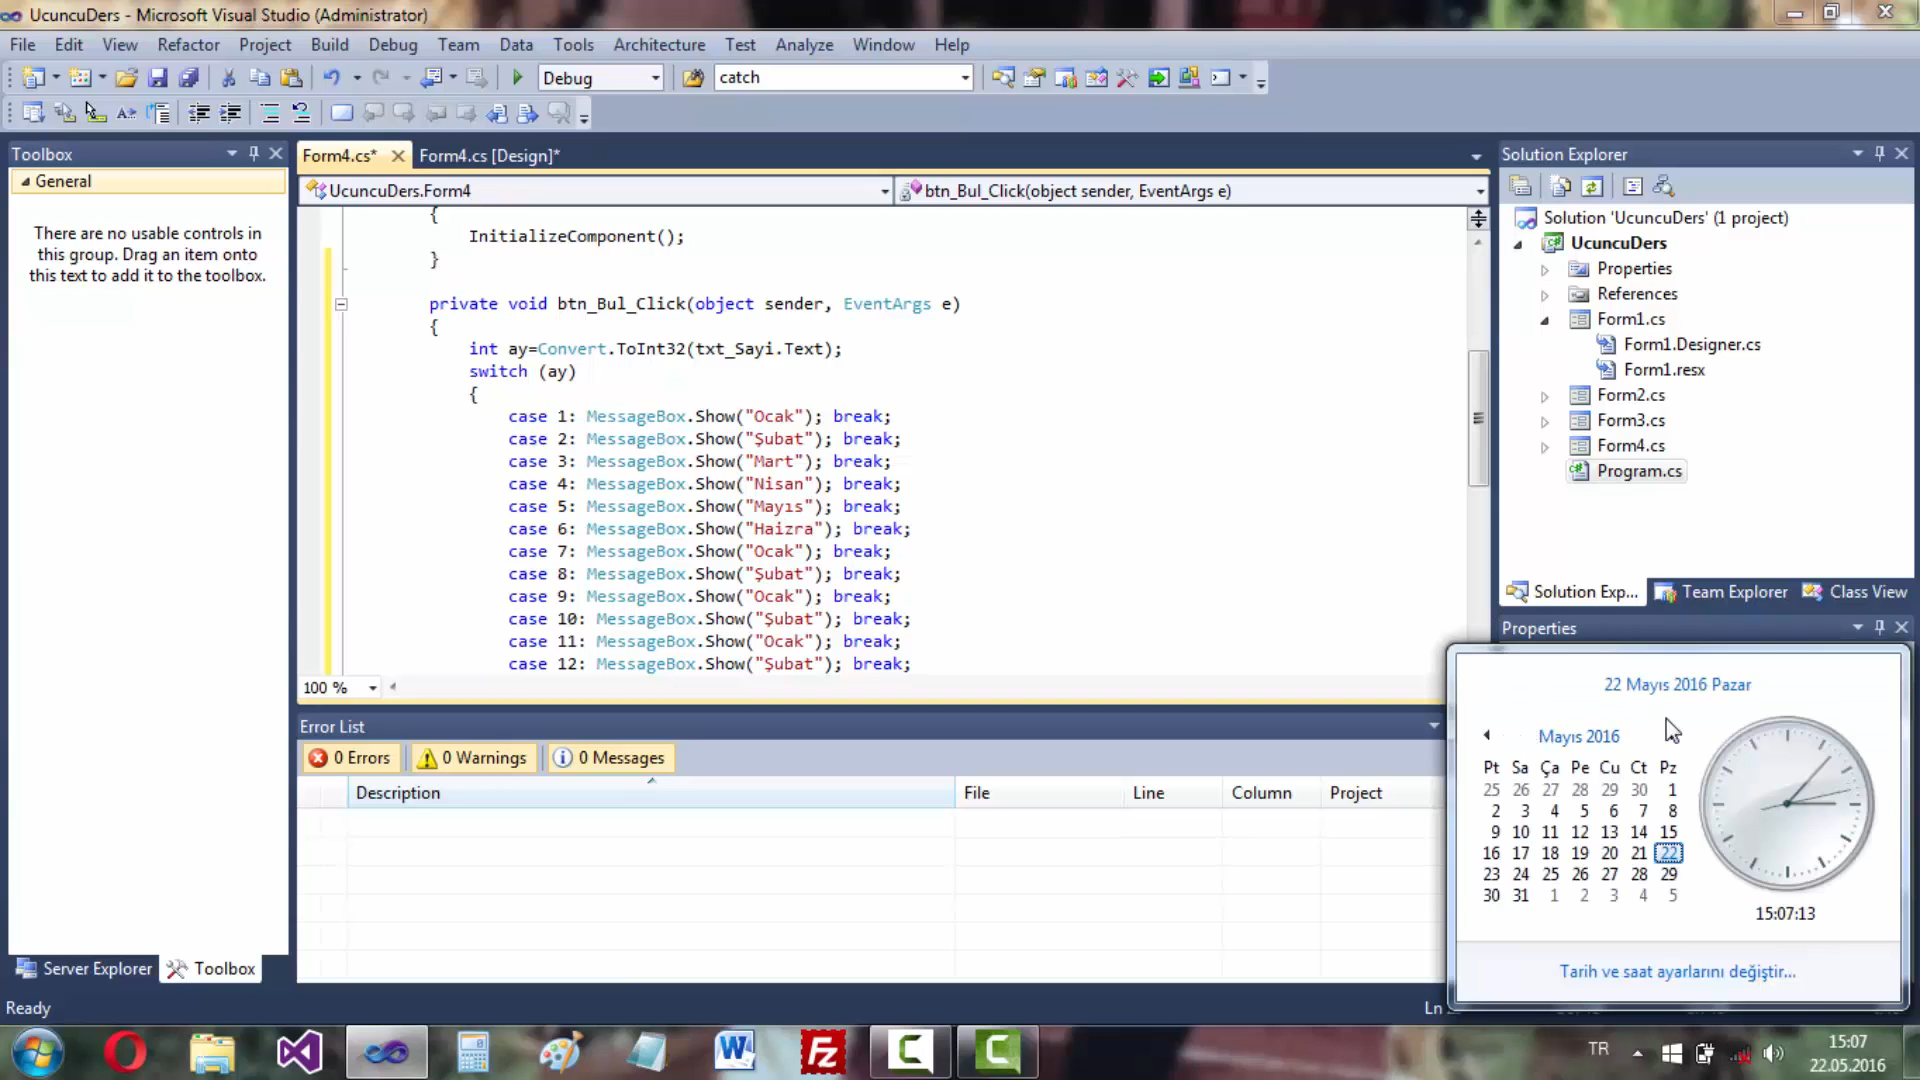 UcuncuDers - Microsoft Visual Studio (Administrator)
File Edit View Refactor Project Build Debug Team Data Tools Architecture Test Analyze Window Help
Debug catch
Toolbox
General
There are no usable controls in
this group. Drag an item onto
this text to add it to the toolbox.
Server Explorer Toolbox
Form4.cs* Form4.cs [Design]*
UcuncuDers.Form4 btn_Bul_Click(object sender, EventArgs e)
{
InitializeComponent();
}
private void btn_Bul_Click(object sender, EventArgs e)
{
int ay=Convert.ToInt32(txt_Sayi.Text);
switch (ay)
{
case 1: MessageBox.Show("Ocak"); break;
case 2: MessageBox.Show("Şubat"); break;
case 3: MessageBox.Show("Mart"); break;
case 4: MessageBox.Show("Nisan"); break;
case 5: MessageBox.Show("Mayıs"); break;
case 6: MessageBox.Show("Haizra"); break;
case 7: MessageBox.Show("Ocak"); break;
case 8: MessageBox.Show("Şubat"); break;
case 9: MessageBox.Show("Ocak"); break;
case 10: MessageBox.Show("Şubat"); break;
case 11: MessageBox.Show("Ocak"); break;
case 12: MessageBox.Show("Şubat"); break;
100 %
Error List
0 Errors 0 Warnings 0 Messages
Description File Line Column Project
Solution Explorer
Solution 'UcuncuDers' (1 project)
UcuncuDers
Properties
References
Form1.cs
Form1.Designer.cs
Form1.resx
Form2.cs
Form3.cs
Form4.cs
Program.cs
Solution Exp... Team Explorer Class View
Properties
22 Mayıs 2016 Pazar
Mayıs 2016
Pt Sa Ça Pe Cu Ct Pz
25 26 27 28 29 30 1
2 3 4 5 6 7 8
9 10 11 12 13 14 15
16 17 18 19 20 21 22
23 24 25 26 27 28 29
30 31 1 2 3 4 5
15:07:13
Tarih ve saat ayarlarını değiştir...
Ready Ln
TR
15:07
22.05.2016